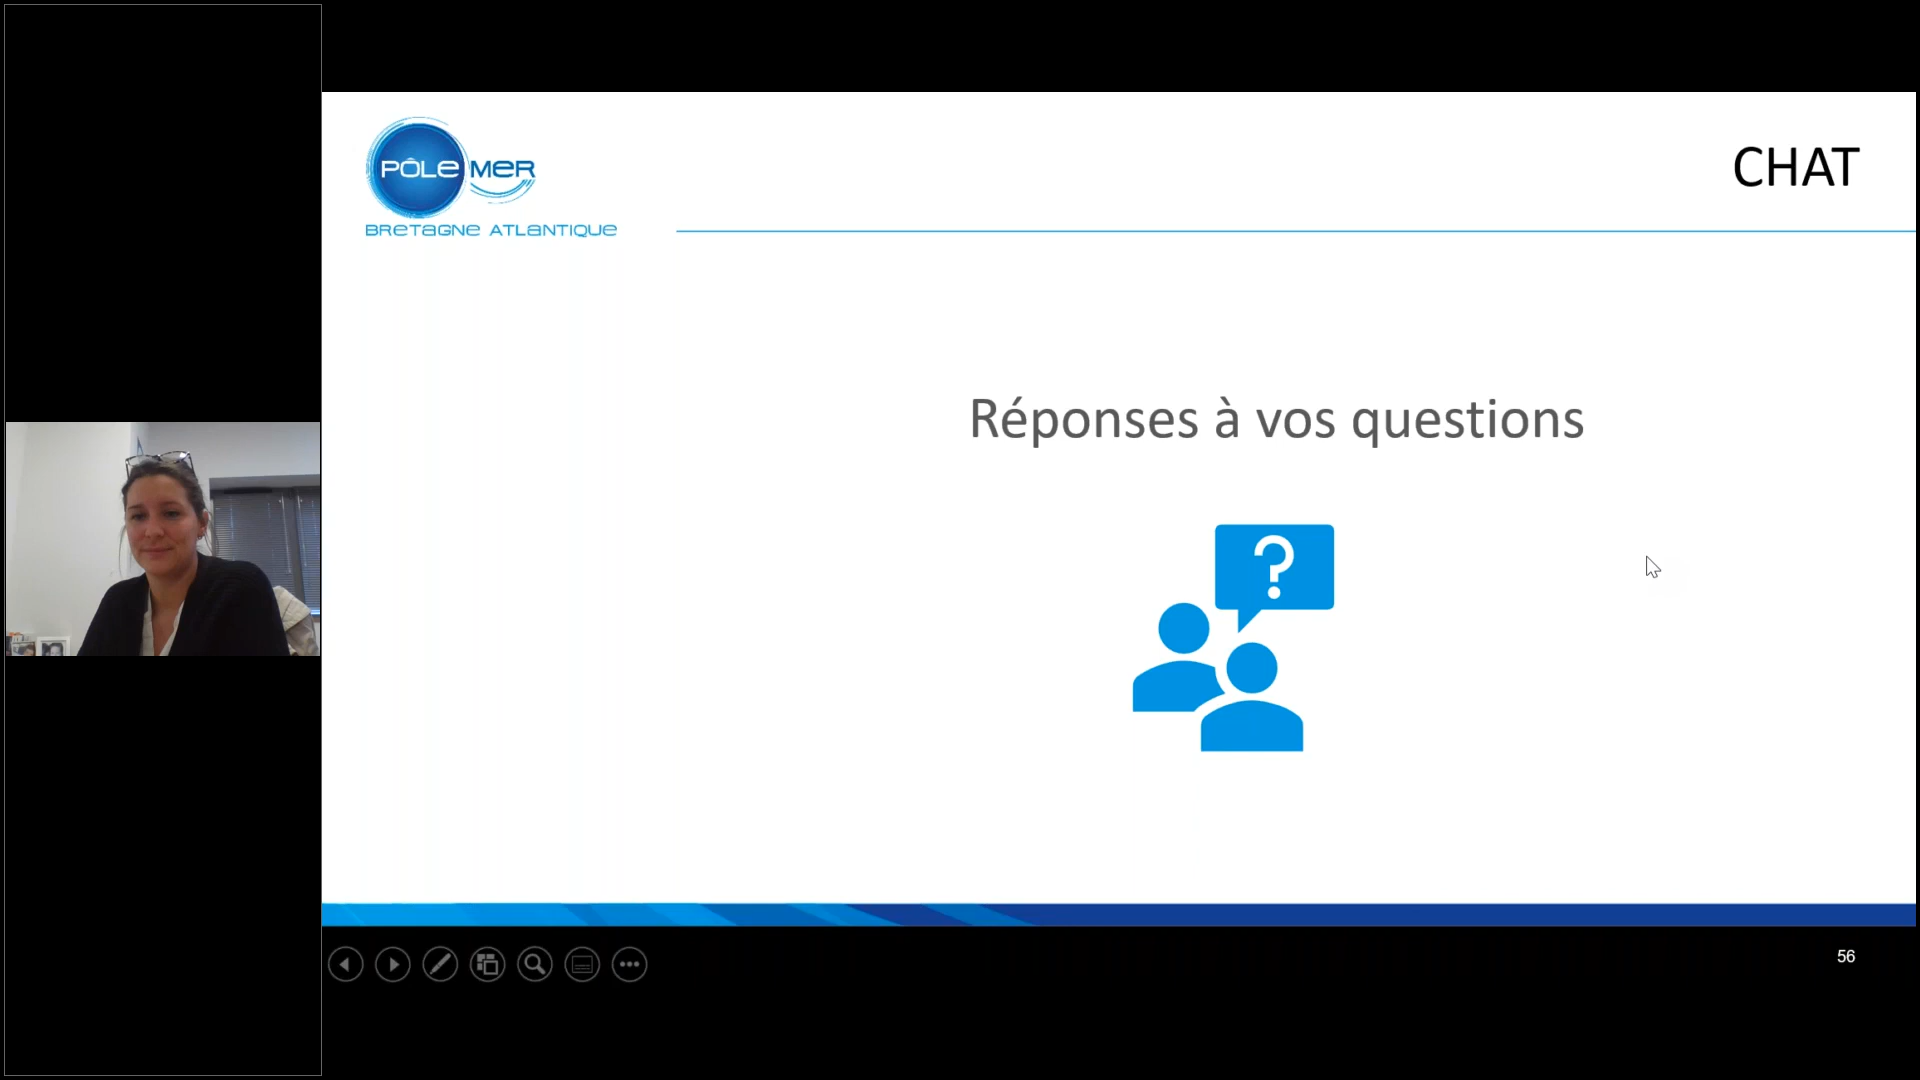 PÔLE MER
BRETAGNE ATLANTIQUE
CHAT
Réponses à vos questions
?
56